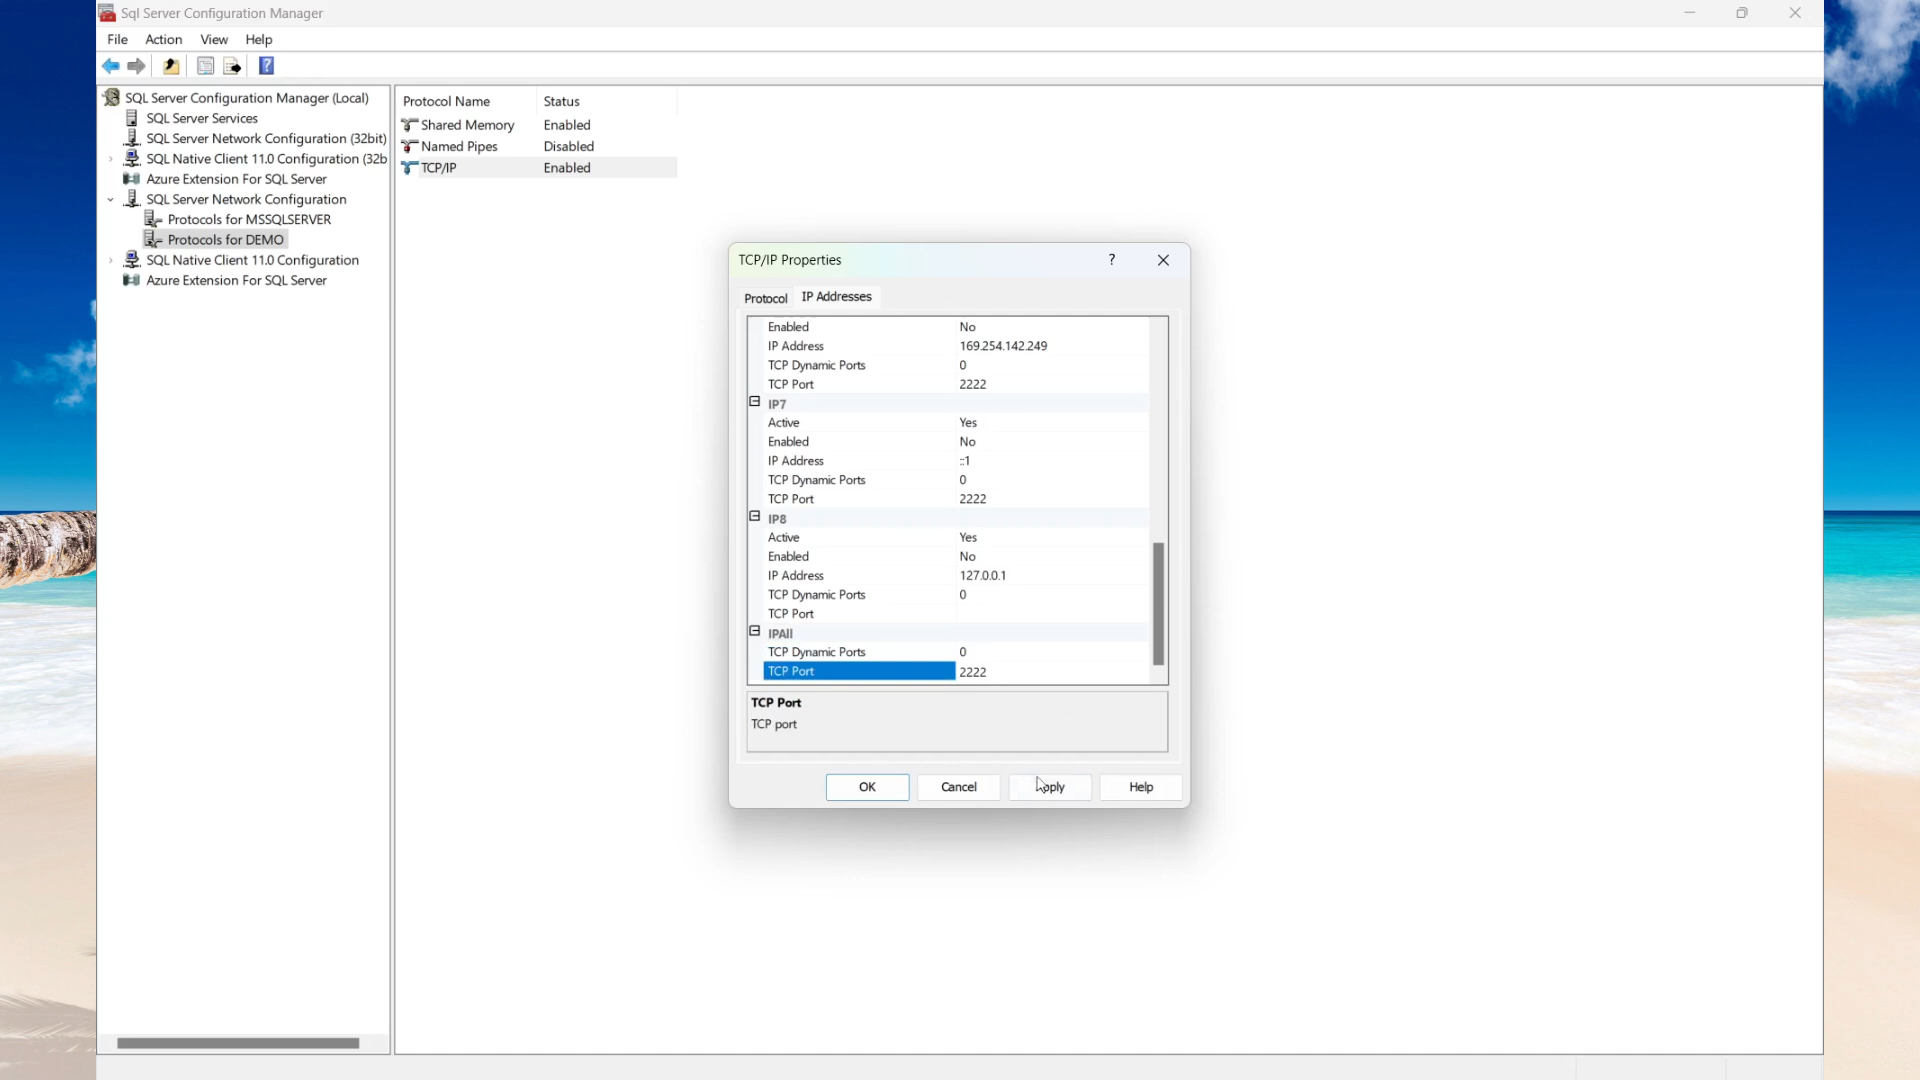 Sql Server Configuration Manager
File Action View Help
SQL Server Configuration Manager (Local)
SQL Server Services
SQL Server Network Configuration (32bit)
SQL Native Client 11.0 Configuration (32b
Azure Extension For SQL Server
SQL Server Network Configuration
Protocols for MSSQLSERVER
Protocols for DEMO
SQL Native Client 11.0 Configuration
Azure Extension For SQL Server
Protocol Name Status
Shared Memory Enabled
Named Pipes Disabled
TCP/IP Enabled
TCP/IP Properties
Protocol IP Addresses
Enabled No
IP Address 169.254.142.249
TCP Dynamic Ports 0
TCP Port 2222
IP7
Active Yes
Enabled No
IP Address ::1
TCP Dynamic Ports 0
TCP Port 2222
IP8
Active Yes
Enabled No
IP Address 127.0.0.1
TCP Dynamic Ports 0
TCP Port
IPAll
TCP Dynamic Ports 0
TCP Port 2222
TCP Port
TCP port
OK Cancel Apply Help